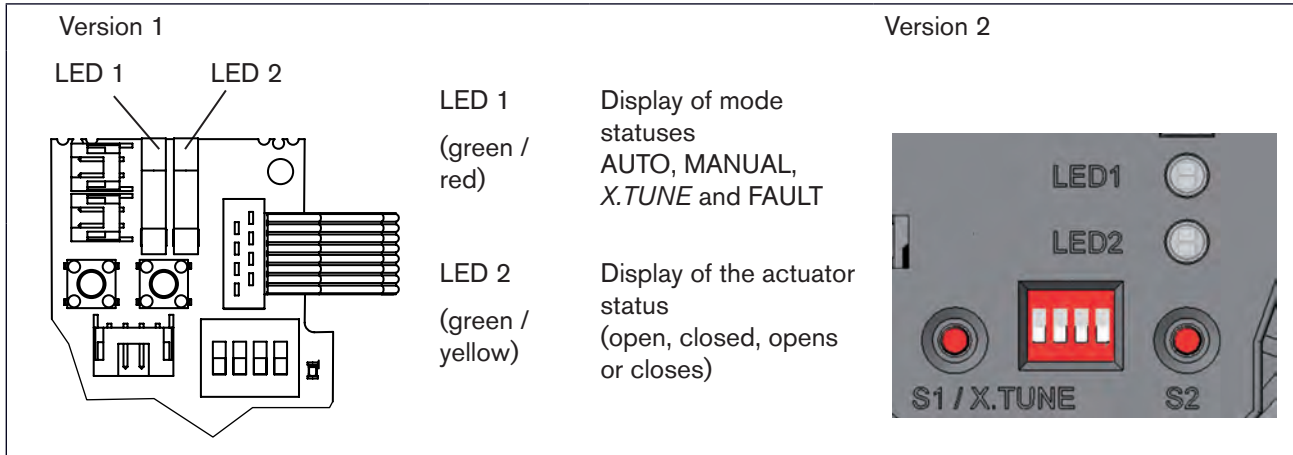 Version 1
Version 2
LED 1
LED 2
LED 1
(green /
red)
Display of mode
statuses
AUTO, MANUAL,
X.TUNE and FAULT
LED 2
(green /
yellow)
Display of the actuator
status
(open, closed, opens
or closes)
LED1
LED2
S1 / X.TUNE
S2